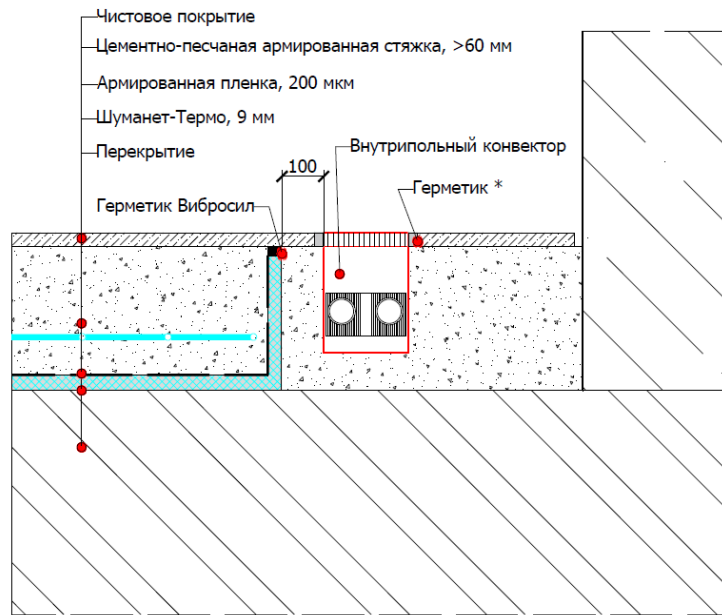 Чистовое покрытие
Цементно-песчаная армированная стяжка, >60 мм
Армированная пленка, 200 мкм
Шуманет-Термо, 9 мм
Перекрытие
100
Внутрипольный конвектор
Герметик *
Герметик Вибросил